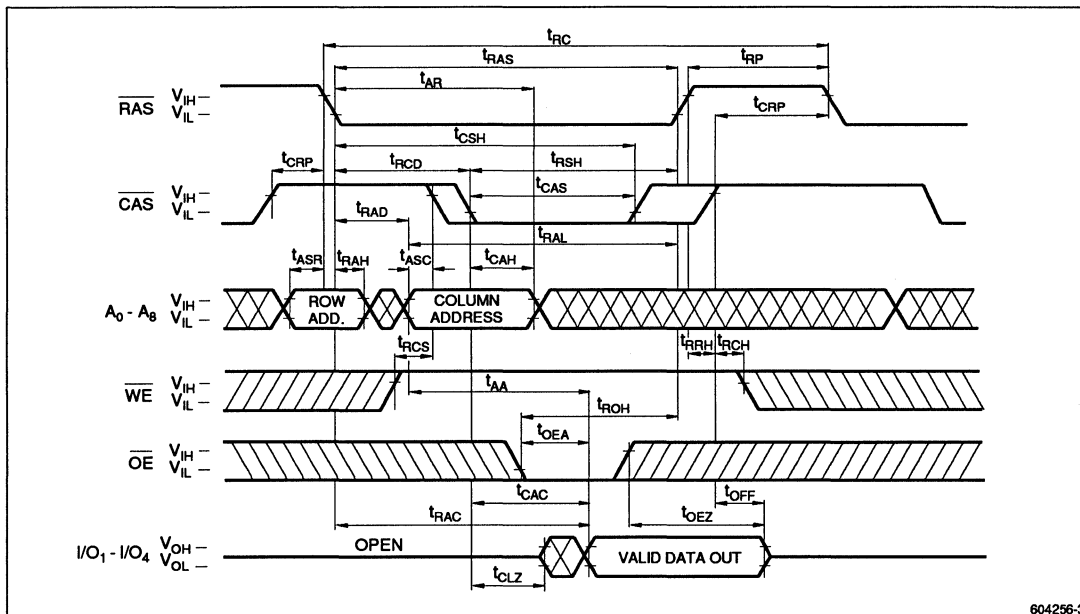 tRC
tRAS
tRP
tAR
RAS VIH
VIL
tCRP
tCSH
tCRP
tRCD
tRSH
CAS VIH
VIL
tCAS
tRAD
tRAL
tASR
tRAH
tASC
tCAH
A0 - A8 VIH
VIL
ROW ADD.
COLUMN ADDRESS
tRCS
tRRH
tRCH
WE VIH
VIL
tAA
tROH
tOEA
OE VIH
VIL
tCAC
tOFF
tRAC
tOEZ
I/O1 - I/O4 VOH
VOL
OPEN
VALID DATA OUT
tCLZ